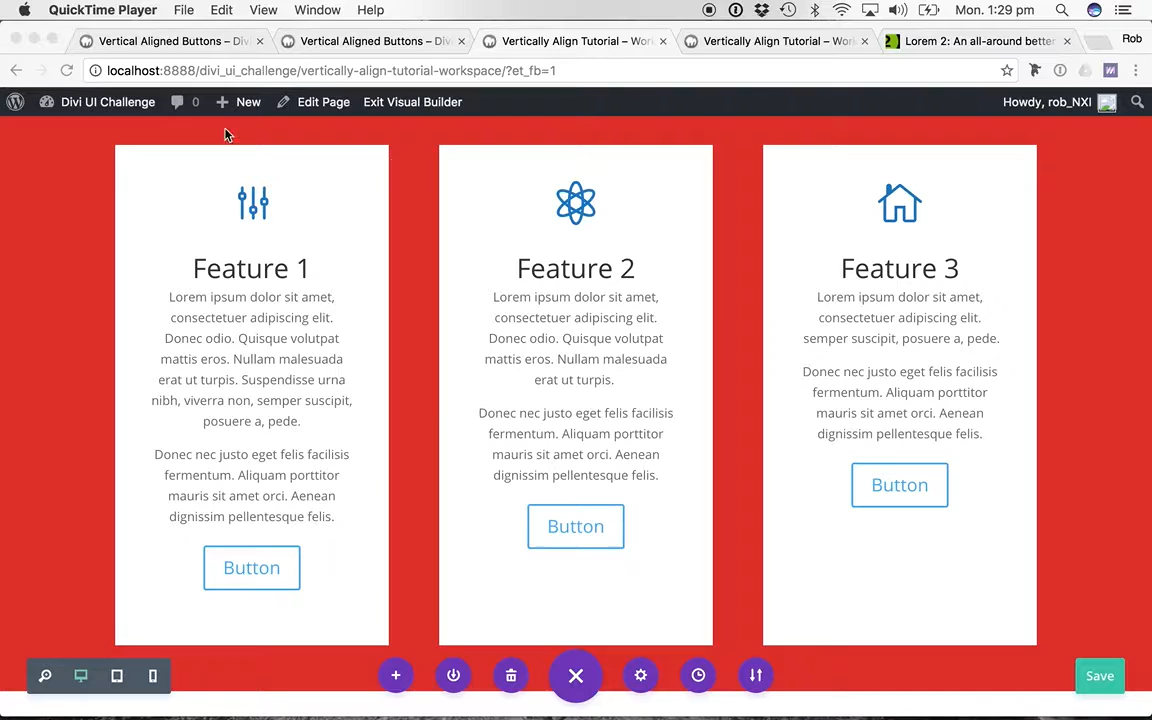 QuickTime Player File Edit View Window Help Mon. 1:29 pm
Vertical Aligned Buttons – Div Vertical Aligned Buttons – Div Vertically Align Tutorial – Work Vertically Align Tutorial – Work Lorem 2: An all-around better Rob
localhost:8888/divi_ui_challenge/vertically-align-tutorial-workspace/?et_fb=1
Divi UI Challenge 0 New Edit Page Exit Visual Builder Howdy, rob_NXI
Feature 1
Lorem ipsum dolor sit amet,
consectetuer adipiscing elit.
Donec odio. Quisque volutpat
mattis eros. Nullam malesuada
erat ut turpis. Suspendisse urna
nibh, viverra non, semper suscipit,
posuere a, pede.
Donec nec justo eget felis facilisis
fermentum. Aliquam porttitor
mauris sit amet orci. Aenean
dignissim pellentesque felis.
Button
Feature 2
Lorem ipsum dolor sit amet,
consectetuer adipiscing elit.
Donec odio. Quisque volutpat
mattis eros. Nullam malesuada
erat ut turpis.
Donec nec justo eget felis facilisis
fermentum. Aliquam porttitor
mauris sit amet orci. Aenean
dignissim pellentesque felis.
Button
Feature 3
Lorem ipsum dolor sit amet,
consectetuer adipiscing elit.
semper suscipit, posuere a, pede.
Donec nec justo eget felis facilisis
fermentum. Aliquam porttitor
mauris sit amet orci. Aenean
dignissim pellentesque felis.
Button
Save